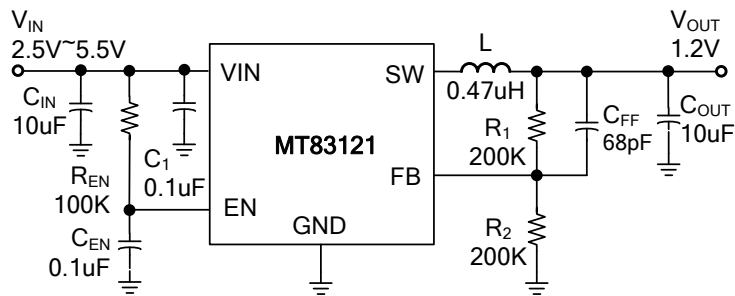 VIN
2.5V~5.5V
CIN
10uF
REN
100K
CEN
0.1uF
C1
0.1uF
VIN
EN
MT83121
GND
SW
FB
L
0.47uH
R1
200K
R2
200K
CFF
68pF
COUT
10uF
VOUT
1.2V